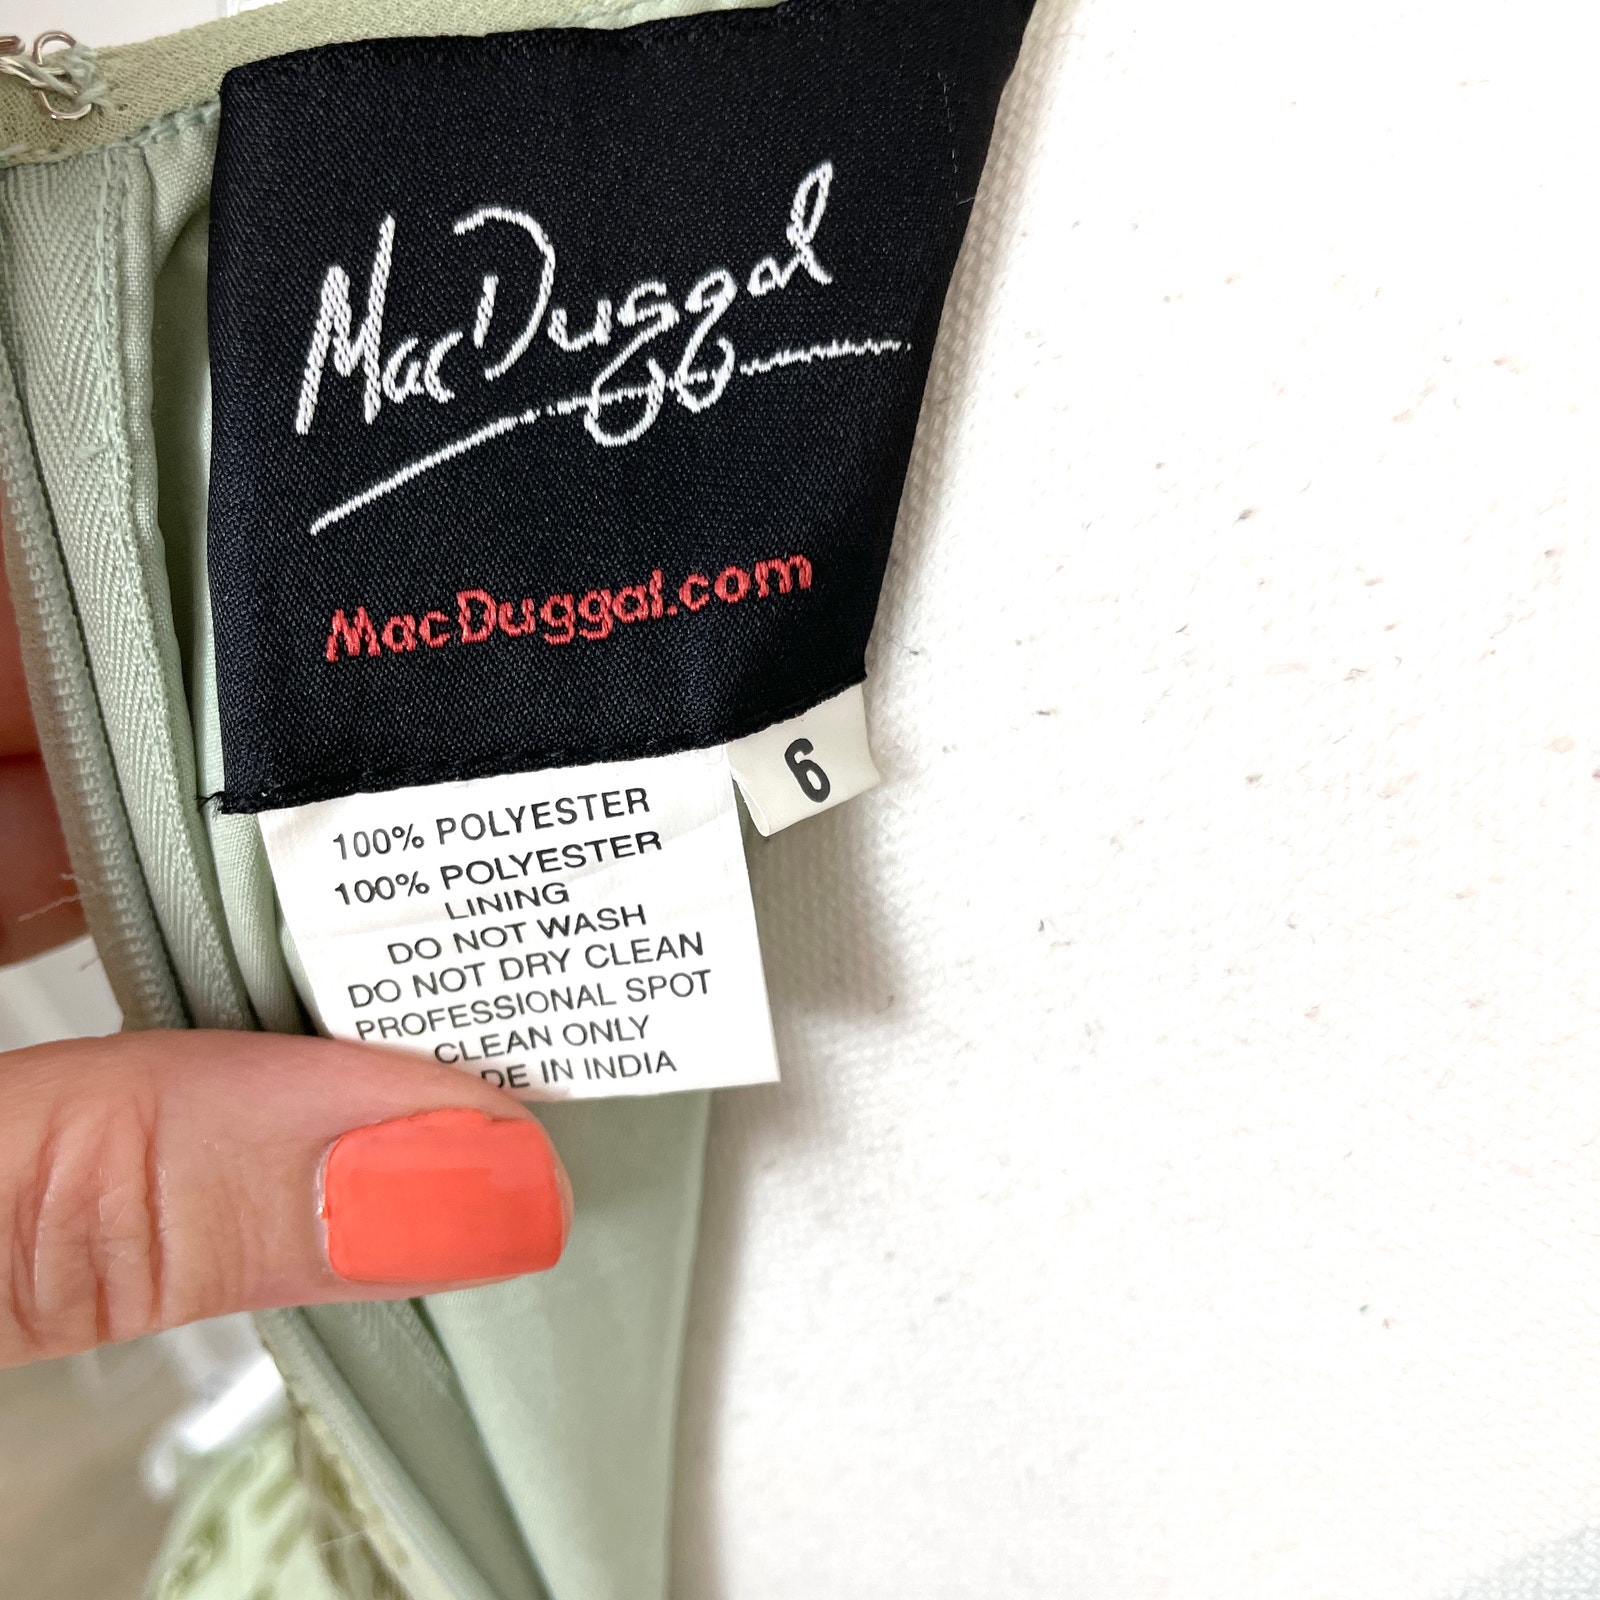 MacDuggal
MacDuggal.com
6
100% POLYESTER
100% POLYESTER
LINING
DO NOT WASH
DO NOT DRY CLEAN
PROFESSIONAL SPOT
CLEAN ONLY
DE IN INDIA